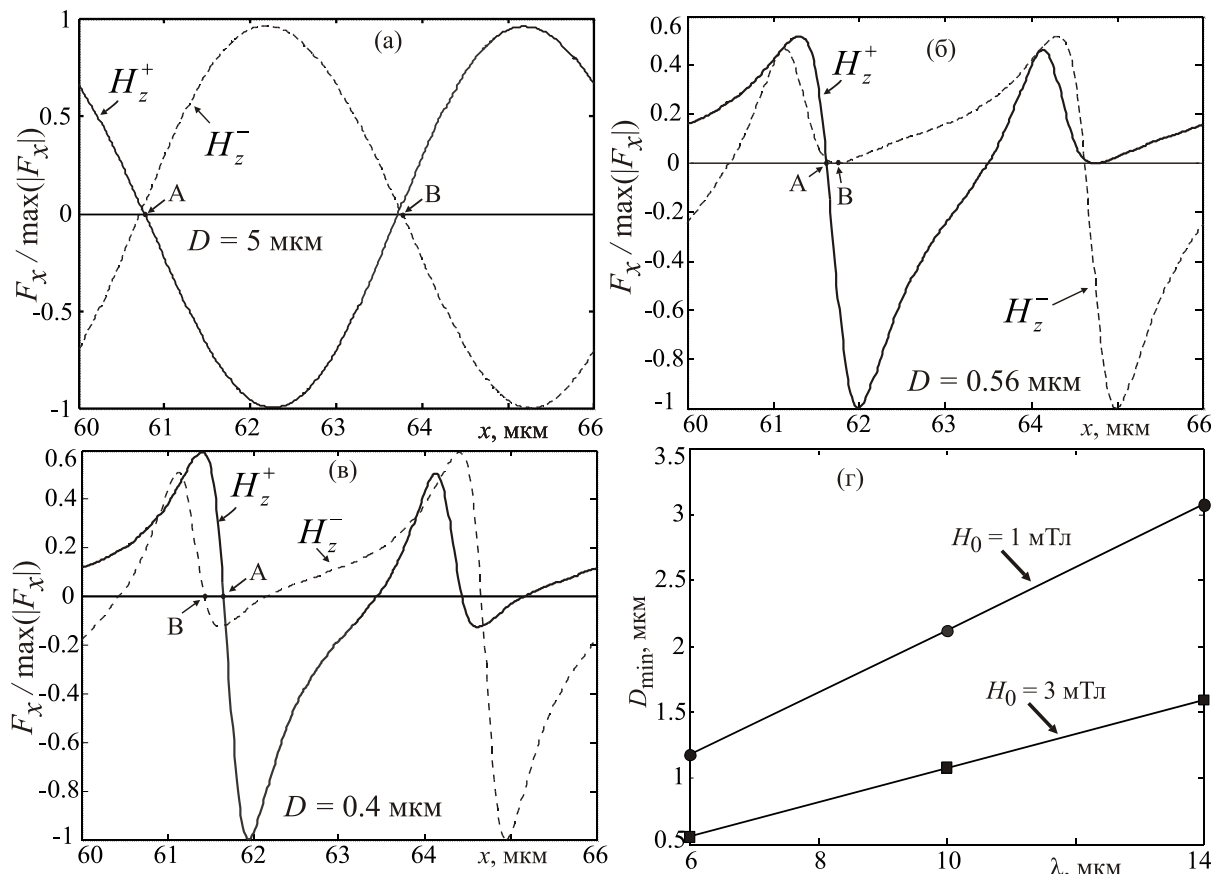 1
(а)
H_z^+
0.5
H_z^-
F_x / max(|F_x|)
A
B
0
D = 5 мкм
-0.5
-1
60
61
62
63
64
x, мкм
66
0.6
(б)
H_z^+
0.4
0.2
F_x / max(|F_x|)
0
A
B
-0.2
-0.4
H_z^-
-0.6
-0.8
D = 0.56 мкм
-1
60
61
62
63
64
x, мкм
66
0.6
(в)
H_z^+
0.4
H_z^-
0.2
A
F_x / max(|F_x|)
0
B
-0.2
-0.4
-0.6
-0.8
D = 0.4 мкм
-1
60
61
62
63
64
x, мкм
66
3.5
(г)
3
H_0 = 1 мТл
2.5
D_min, мкм
2
H_0 = 3 мТл
1.5
1
0.5
6
8
10
λ, мкм
14